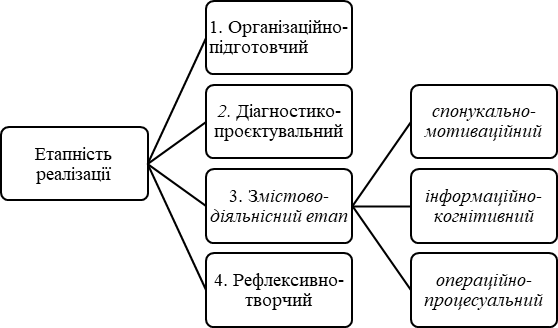 Етапність
реалізації
1. Організаційно-
підготовчий
2. Діагностико-
проєктувальний
3. Змістово-
діяльнісний етап
4. Рефлексивно-
творчий
спонукально-
мотиваційний
інформаційно-
когнітивний
операційно-
процесуальний